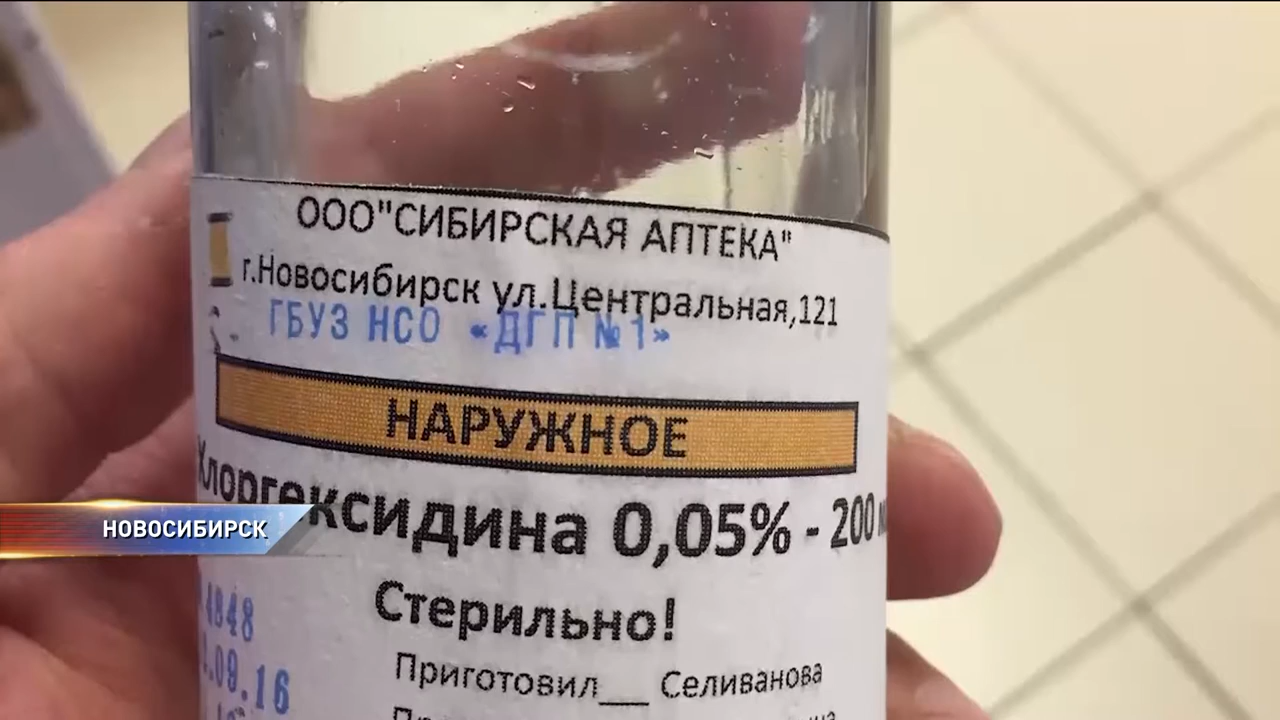 ООО"СИБИРСКАЯ АПТЕКА"
г.Новосибирск ул.Центральная,121
ГБУЗ НСО «ДГП №1»
НАРУЖНОЕ
Хлоргексидина 0,05% - 200
НОВОСИБИРСК
Стерильно!
4848
.09.16
Приготовил___ Селиванова